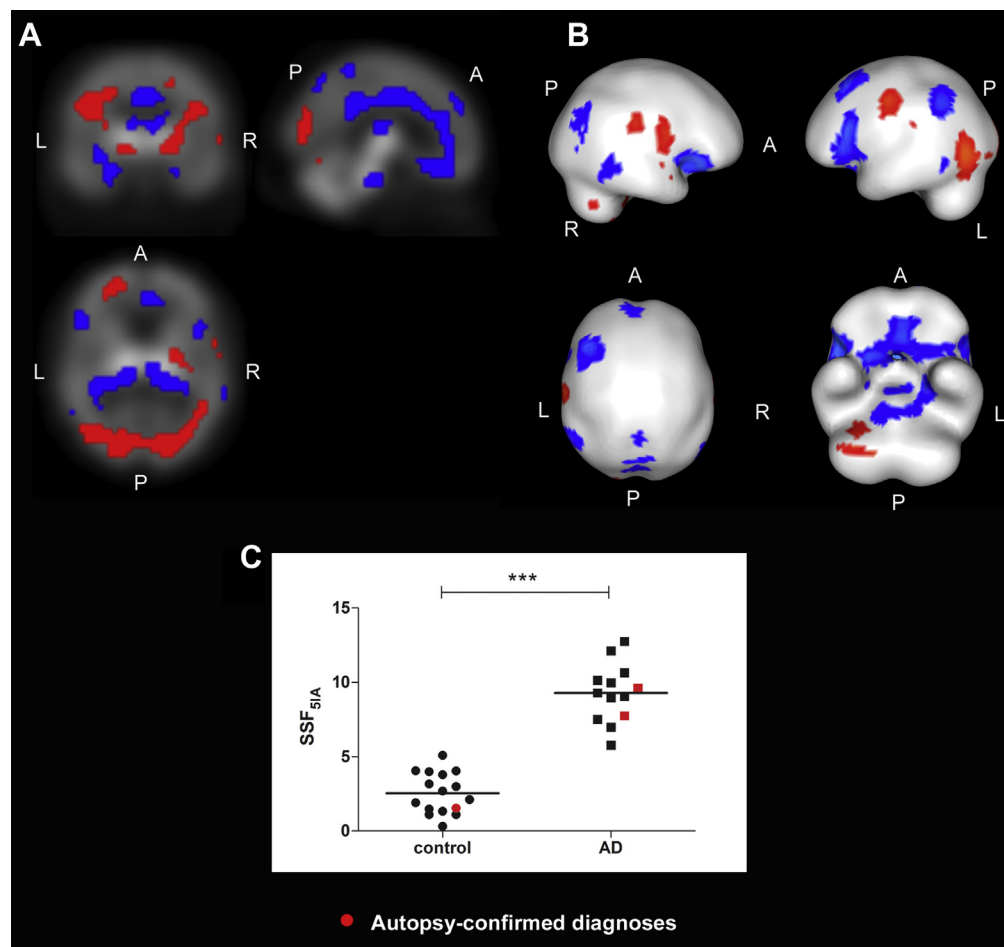 A
B
P
A
L
R
P
A
P
R
L
A
L
R
P
A
A
L
R
L
P
P
C
***
15
10
5
0
SSF5IA
control
AD
Autopsy-confirmed diagnoses